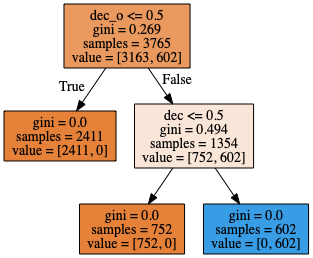 dec_o <= 0.5
gini = 0.269
samples = 3765
value = [3163, 602]
True
False
gini = 0.0
samples = 2411
value = [2411, 0]
dec <= 0.5
gini = 0.494
samples = 1354
value = [752, 602]
gini = 0.0
samples = 752
value = [752, 0]
gini = 0.0
samples = 602
value = [0, 602]